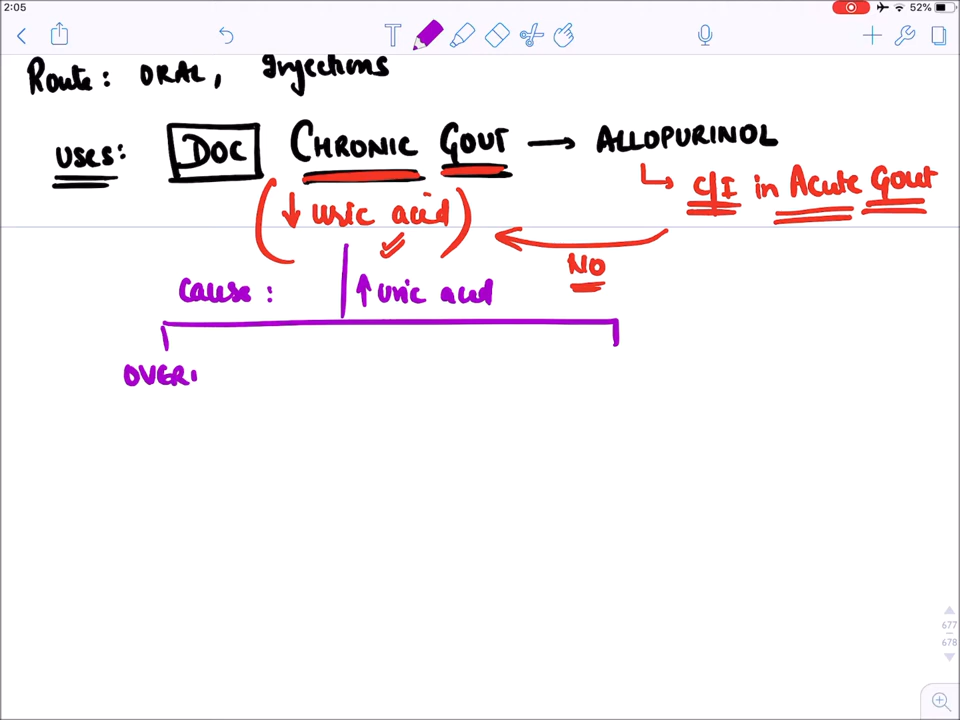 2:05 52%
T
Route: ORAL, Injections
Uses: DOC CHRONIC GOUT → ALLOPURINOL
↳ C/I in Acute Gout
(↓ uric acid)
NO
Cause: ↑ uric acid
OVER
677
678